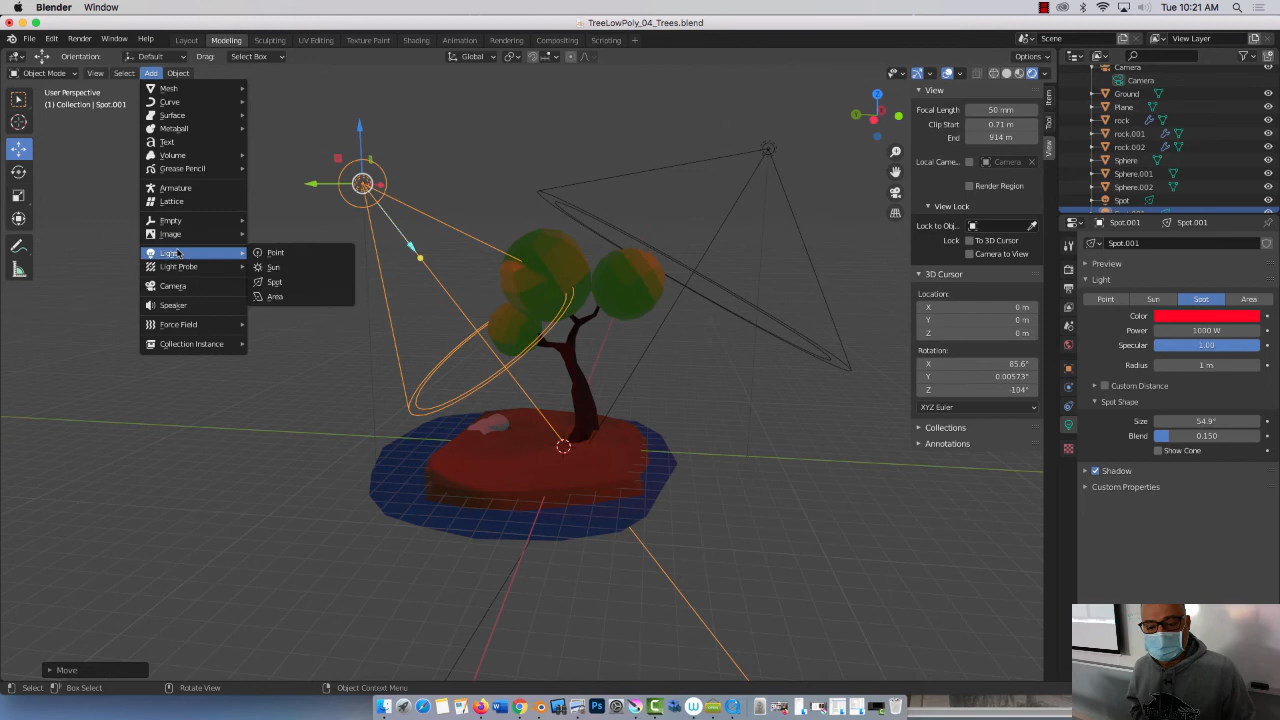 Blender Window Tue 10:21 AM
TreeLowPoly_04_Trees.blend
File Edit Render Window Help Layout Modeling Sculpting UV Editing Texture Paint Shading Animation Rendering Compositing Scripting + Scene View Layer
Orientation: Default Drag: Select Box Global Options
Object Mode View Select Add Object
User Perspective
(1) Collection | Spot.001
Mesh
Curve
Surface
Metaball
Text
Volume
Grease Pencil
Armature
Lattice
Empty
Image
Light
Light Probe
Camera
Speaker
Force Field
Collection Instance
Point
Sun
Spot
Area
Z
Y
View
Focal Length 50 mm
Clip Start 0.71 m
End 914 m
Local Came... Camera
Render Region
View Lock
Lock to Obj...
Lock To 3D Cursor
Camera to View
3D Cursor
Location:
X 0 m
Y 0 m
Z 0 m
Rotation:
X 85.6°
Y 0.00573°
Z -104°
XYZ Euler
Collections
Annotations
Item
Tool
View
Camera
Camera
Ground
Plane
rock
rock.001
rock.002
Sphere
Sphere.001
Sphere.002
Spot
Spot.001 Spot.001
Spot.001
Preview
Light
Point Sun Spot Area
Color
Power 1000 W
Specular 1.00
Radius 1 m
Custom Distance
Spot Shape
Size 54.9°
Blend 0.150
Show Cone
Shadow
Custom Properties
Move
Select Box Select Rotate View Object Context Menu